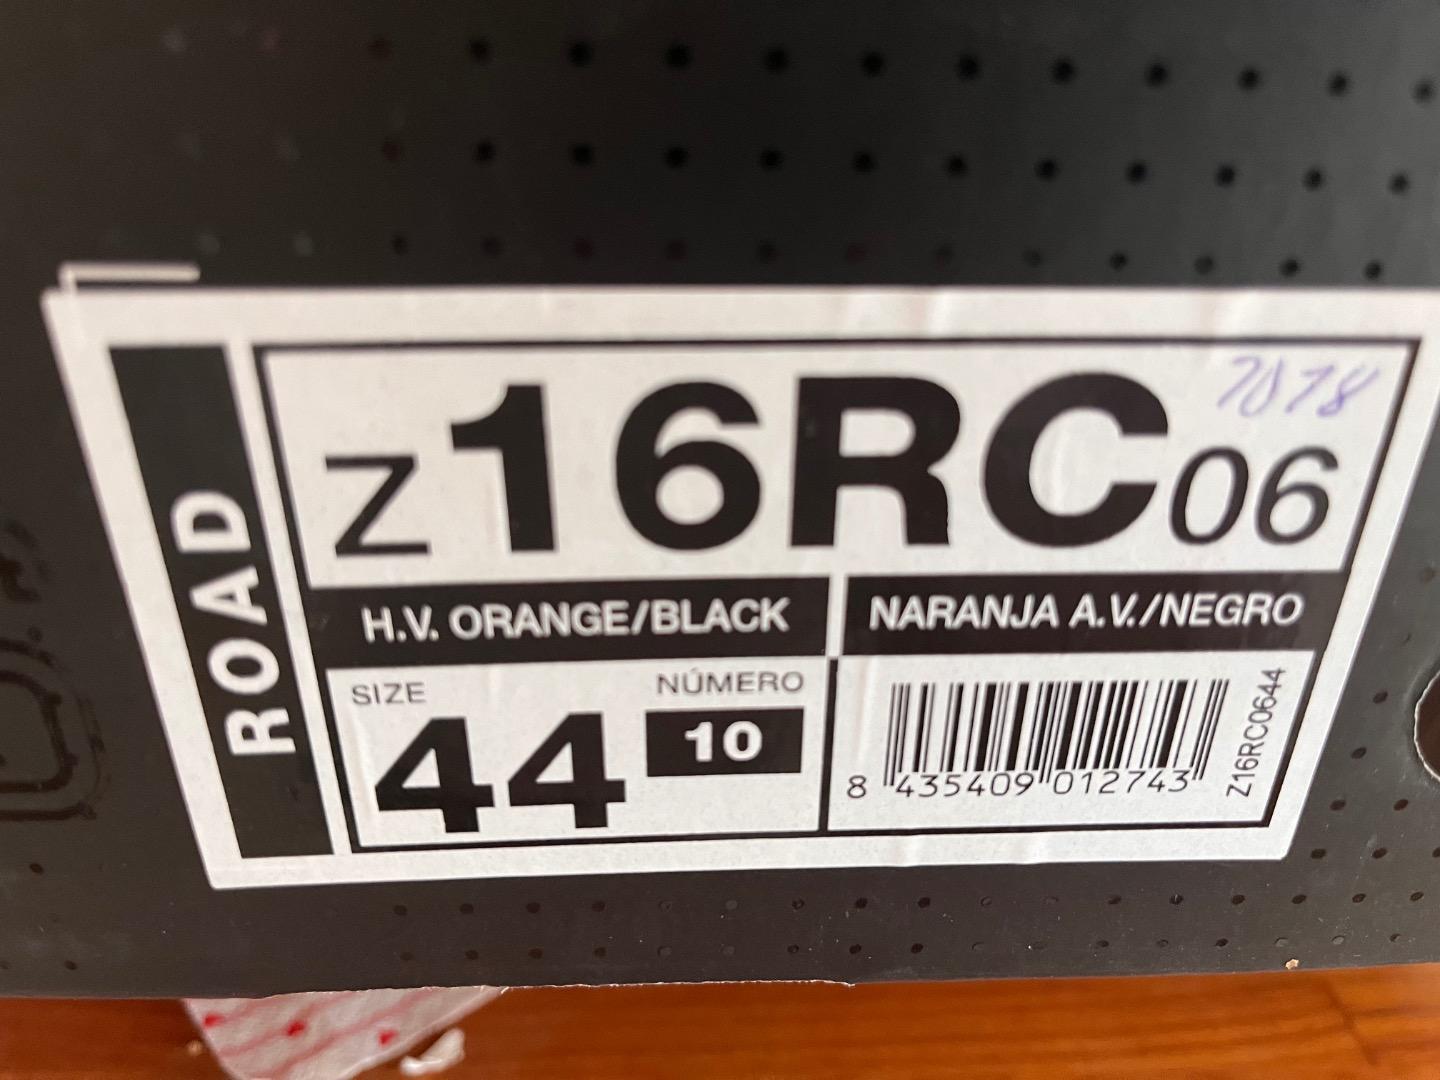 ROAD
Z16RC06
7078
H.V. ORANGE/BLACK
NARANJA A.V./NEGRO
SIZE
44
NÚMERO
10
8 435409 012743
Z16RC0644